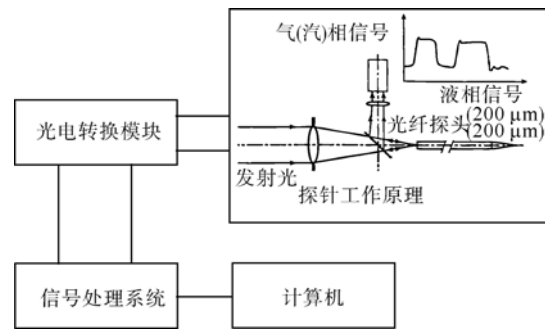 气(汽)相信号
液相信号
光纤探头(200 μm)
(200 μm)
光电转换模块
发射光
探针工作原理
信号处理系统
计算机